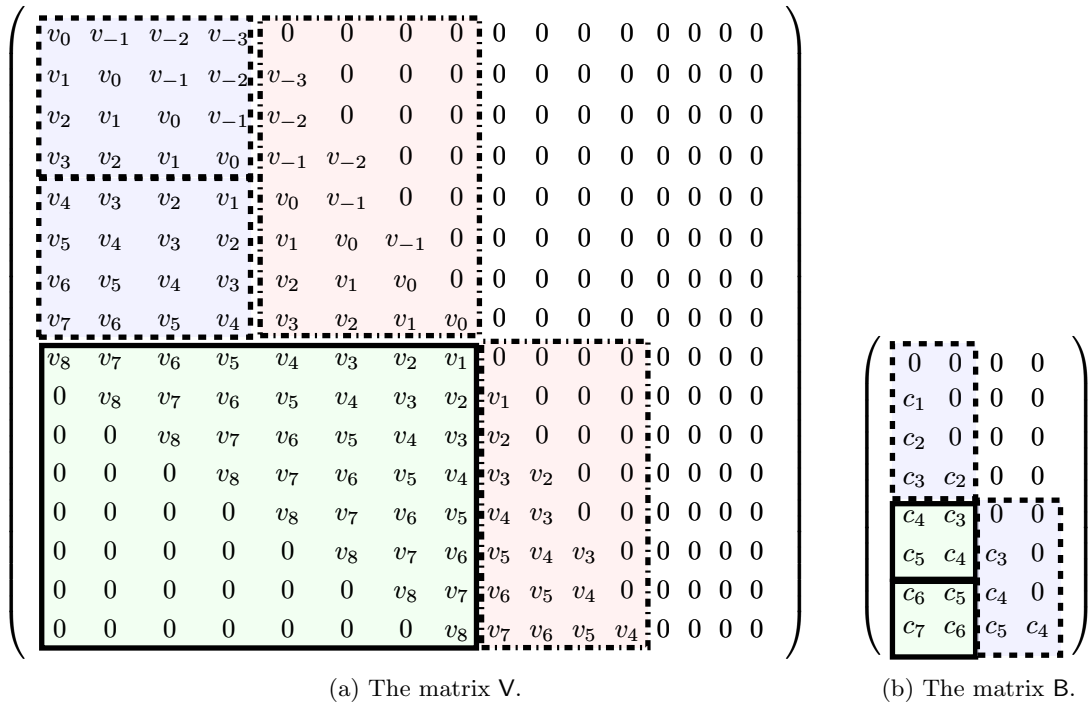 v₀ v₋₁ v₋₂ v₋₃ 0 0 0 0 0 0 0 0 0 0 0 0
v₁ v₀ v₋₁ v₋₂ v₋₃ 0 0 0 0 0 0 0 0 0 0 0
v₂ v₁ v₀ v₋₁ v₋₂ 0 0 0 0 0 0 0 0 0 0 0
v₃ v₂ v₁ v₀ v₋₁ v₋₂ 0 0 0 0 0 0 0 0 0 0
v₄ v₃ v₂ v₁ v₀ v₋₁ 0 0 0 0 0 0 0 0 0 0
v₅ v₄ v₃ v₂ v₁ v₀ v₋₁ 0 0 0 0 0 0 0 0 0
v₆ v₅ v₄ v₃ v₂ v₁ v₀ 0 0 0 0 0 0 0 0 0
v₇ v₆ v₅ v₄ v₃ v₂ v₁ v₀ 0 0 0 0 0 0 0 0
v₈ v₇ v₆ v₅ v₄ v₃ v₂ v₁ 0 0 0 0 0 0 0 0
0 v₈ v₇ v₆ v₅ v₄ v₃ v₂ v₁ 0 0 0 0 0 0 0
0 0 v₈ v₇ v₆ v₅ v₄ v₃ v₂ 0 0 0 0 0 0 0
0 0 0 v₈ v₇ v₆ v₅ v₄ v₃ v₂ 0 0 0 0 0 0
0 0 0 0 v₈ v₇ v₆ v₅ v₄ v₃ 0 0 0 0 0 0
0 0 0 0 0 v₈ v₇ v₆ v₅ v₄ v₃ 0 0 0 0 0
0 0 0 0 0 0 v₈ v₇ v₆ v₅ v₄ 0 0 0 0 0
0 0 0 0 0 0 0 v₈ v₇ v₆ v₅ v₄ 0 0 0 0
(a) The matrix V.
0 0 0 0
c₁ 0 0 0
c₂ 0 0 0
c₃ c₂ 0 0
c₄ c₃ 0 0
c₅ c₄ c₃ 0
c₆ c₅ c₄ 0
c₇ c₆ c₅ c₄
(b) The matrix B.